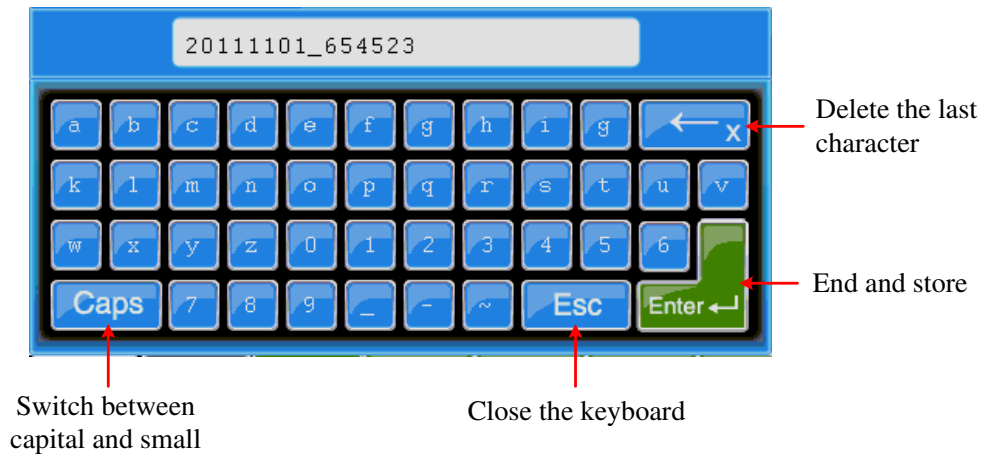 20111101_654523
a b c d e f g h i g ← x
k l m n o p q r s t u v
w x y z 0 1 2 3 4 5 6
Caps 7 8 9 _ - ~ Esc Enter ↵
Delete the last
character
End and store
Switch between
capital and small
Close the keyboard